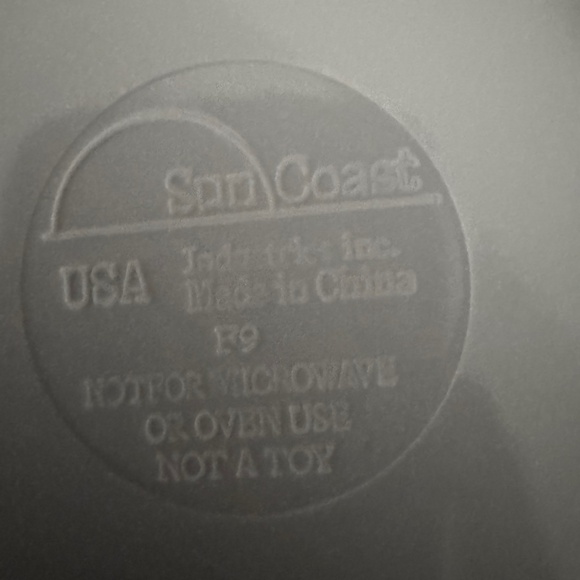 Sun Coast
USA Industries inc.
Made in China
F9
NOT FOR MICROWAVE
OR OVEN USE
NOT A TOY